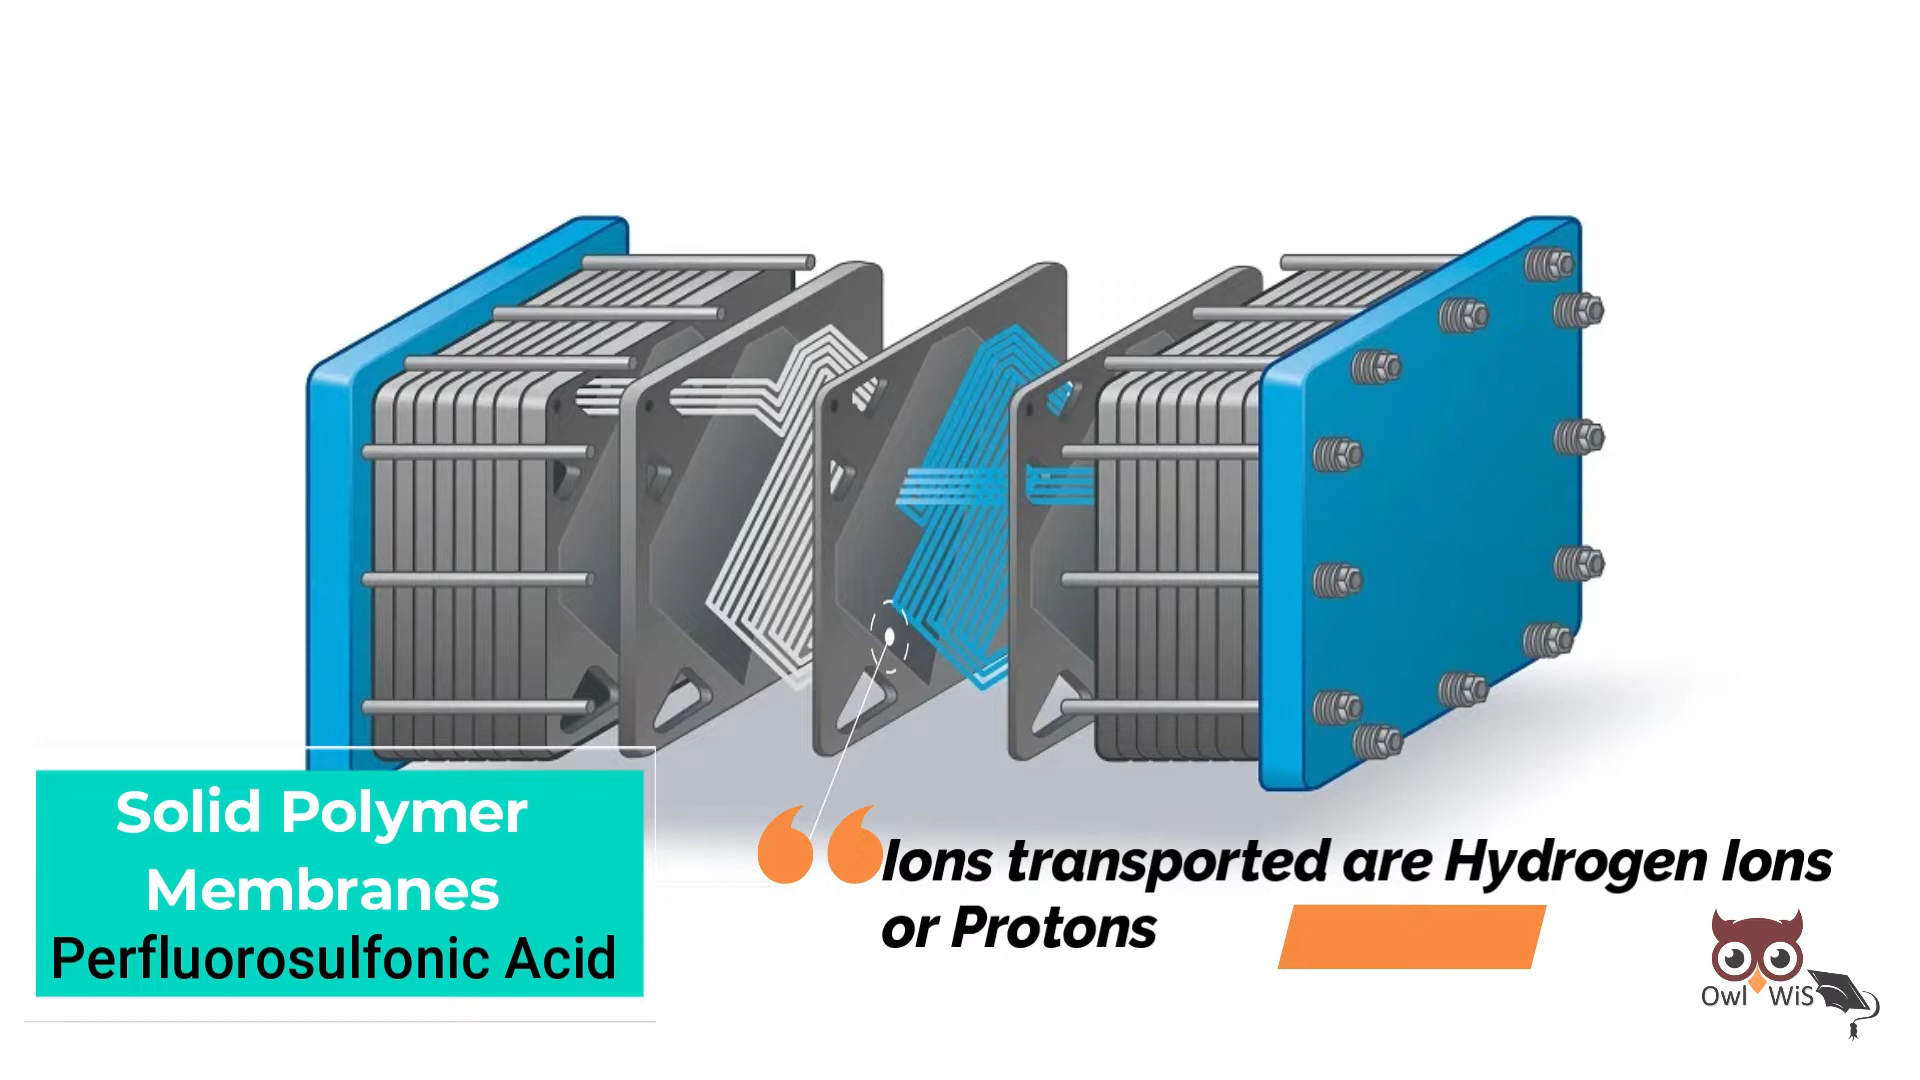 Solid Polymer
Membranes
Perfluorosulfonic Acid
Ions transported are Hydrogen Ions
or Protons
Owl WiS